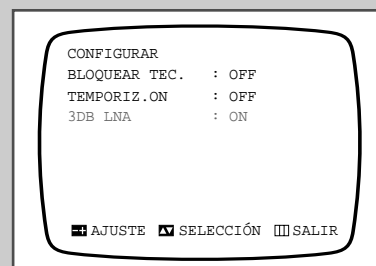 CONFIGURAR
BLOQUEAR TEC. : OFF
TEMPORIZ.ON : OFF
3DB LNA : ON
AJUSTE SELECCIÓN SALIR